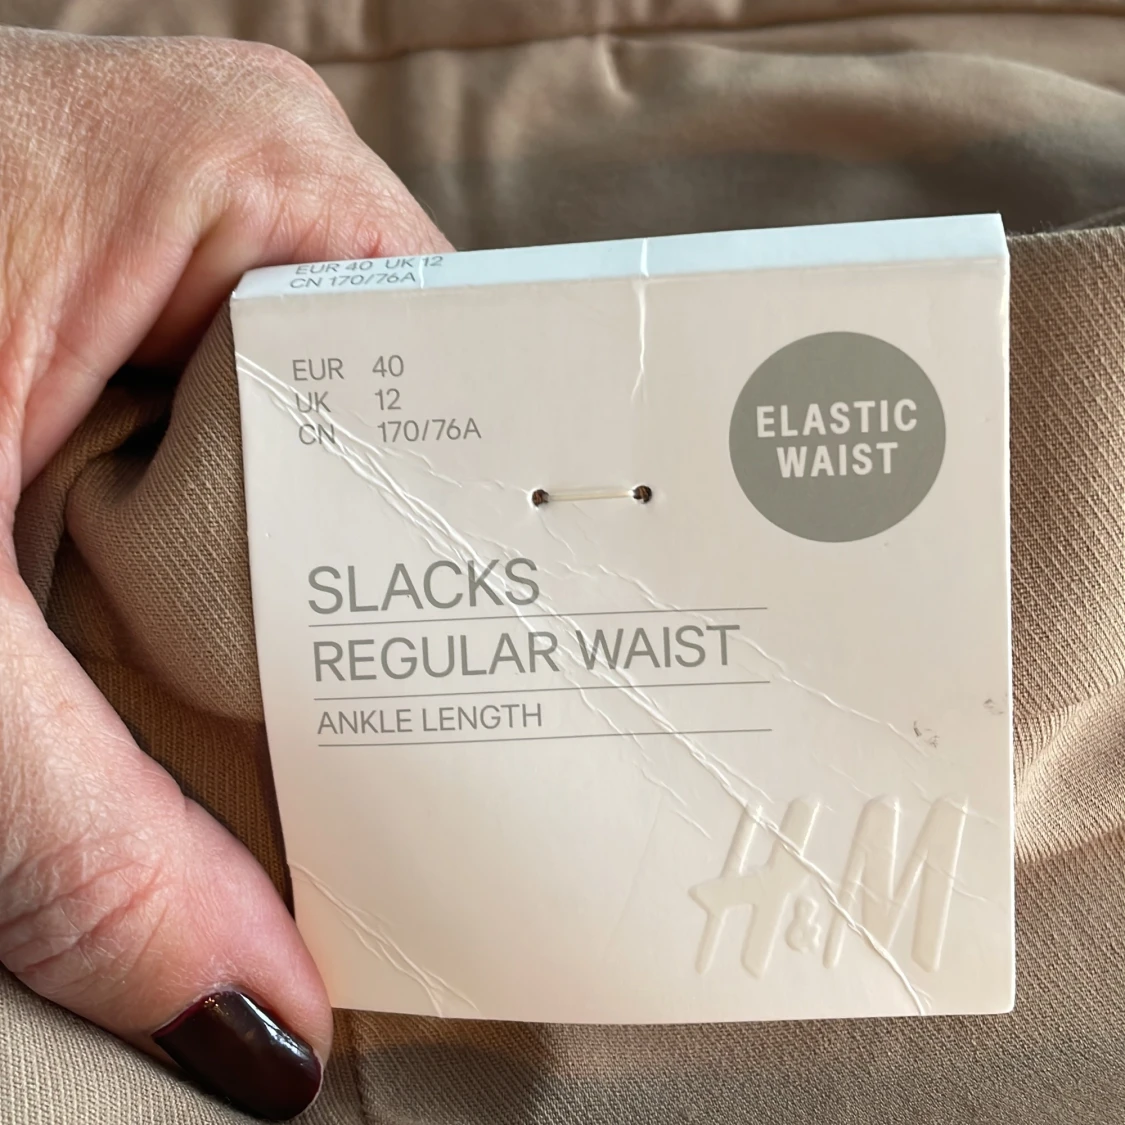 EUR 40 UK 12
CN 170/76A
EUR 40
UK 12
CN 170/76A
ELASTIC
WAIST
SLACKS
REGULAR WAIST
ANKLE LENGTH
H&M